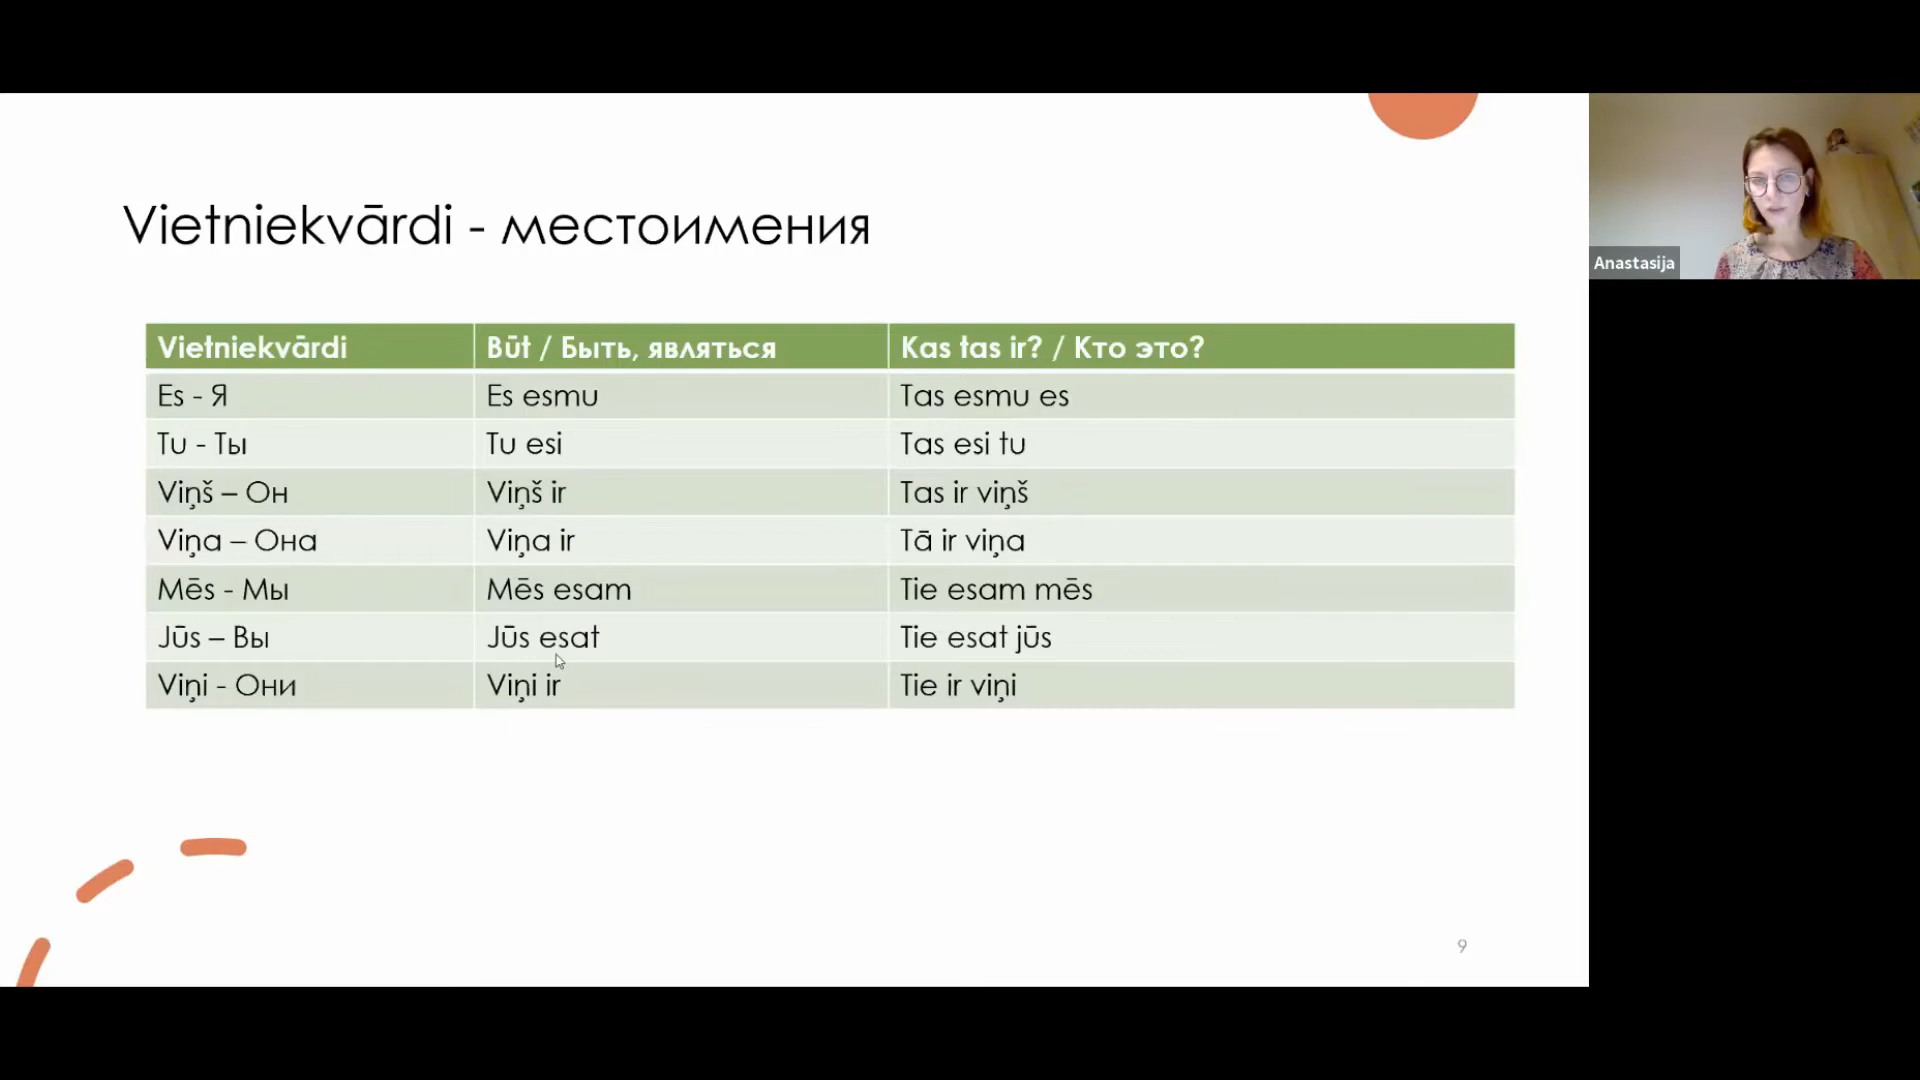 Vietniekvārdi - местоимения
Vietniekvārdi Būt / Быть, являться Kas tas ir? / Кто это?
Es - Я Es esmu Tas esmu es
Tu - Ты Tu esi Tas esi tu
Viņš – Он Viņš ir Tas ir viņš
Viņa – Она Viņa ir Tā ir viņa
Mēs - Мы Mēs esam Tie esam mēs
Jūs – Вы Jūs esat Tie esat jūs
Viņi - Они Viņi ir Tie ir viņi
9
Anastasija